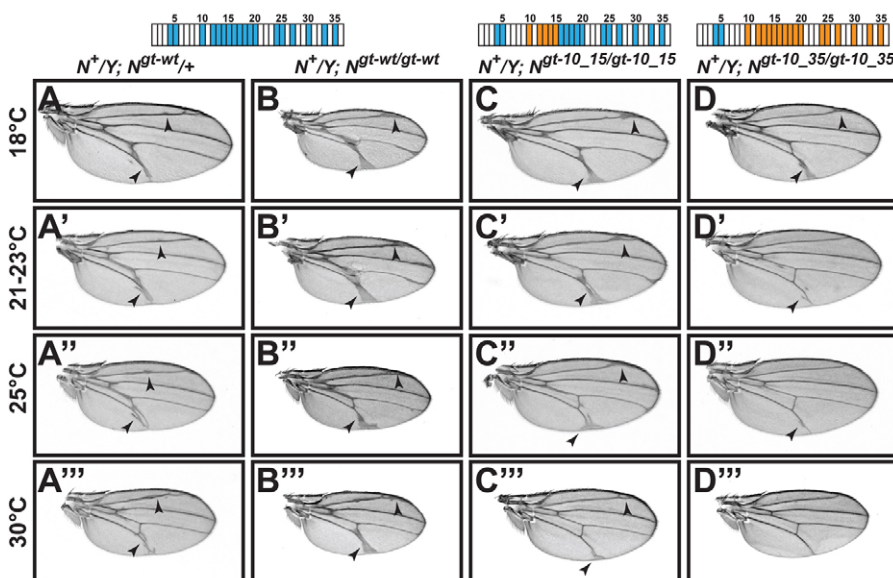 5 10 15 20 25 30 35
5 10 15 20 25 30 35
5 10 15 20 25 30 35
N+/Y; Ngt-wt/+
N+/Y; Ngt-wt/gt-wt
N+/Y; Ngt-10_15/gt-10_15
N+/Y; Ngt-10_35/gt-10_35
18°C
A
B
C
D
21-23°C
A’
B’
C’
D’
25°C
A’’
B’’
C’’
D’’
30°C
A’’’
B’’’
C’’’
D’’’